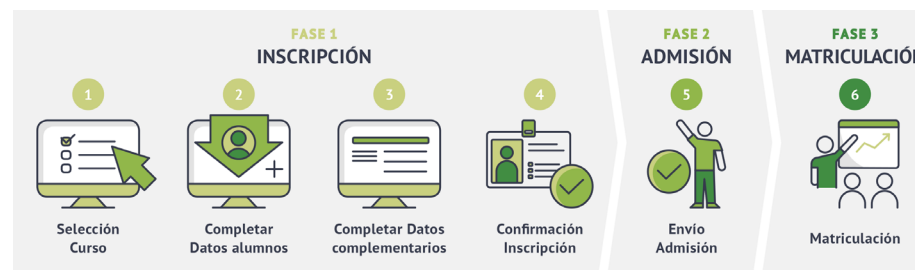 FASE 1
INSCRIPCIÓN
1
2
3
4
Selección
Curso
Completar
Datos alumnos
Completar Datos
complementarios
Confirmación
Inscripción
FASE 2
ADMISIÓN
5
Envío
Admisión
FASE 3
MATRICULACIÓN
6
Matriculación